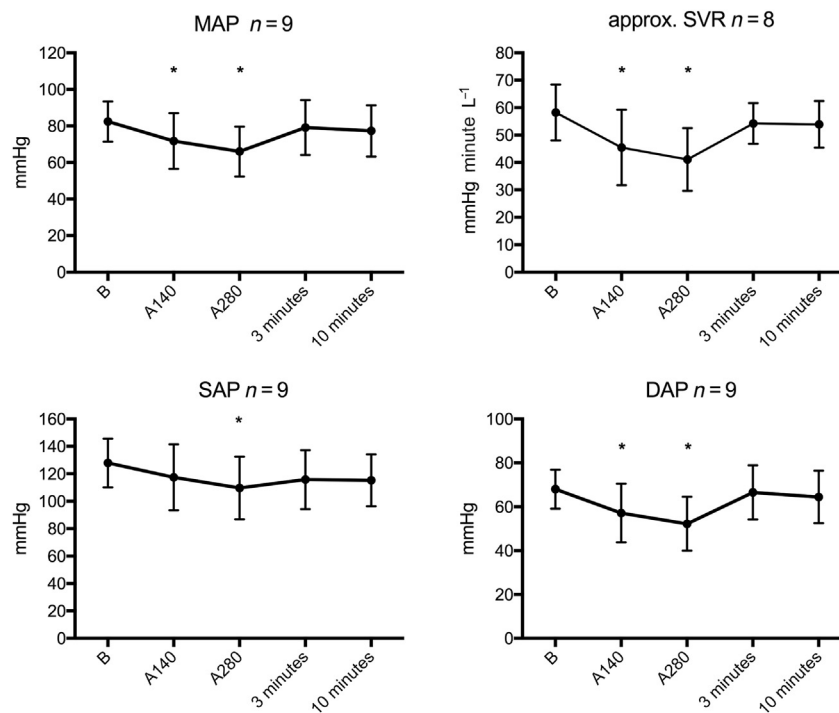 MAP n = 9
120
100
80
60
40
20
0
mmHg
*
*
B
A140
A280
3 minutes
10 minutes
approx. SVR n = 8
80
70
60
50
40
30
20
10
0
mmHg minute L⁻¹
*
*
B
A140
A280
3 minutes
10 minutes
SAP n = 9
160
140
120
100
80
60
40
20
0
mmHg
*
B
A140
A280
3 minutes
10 minutes
DAP n = 9
100
80
60
40
20
0
mmHg
*
*
B
A140
A280
3 minutes
10 minutes